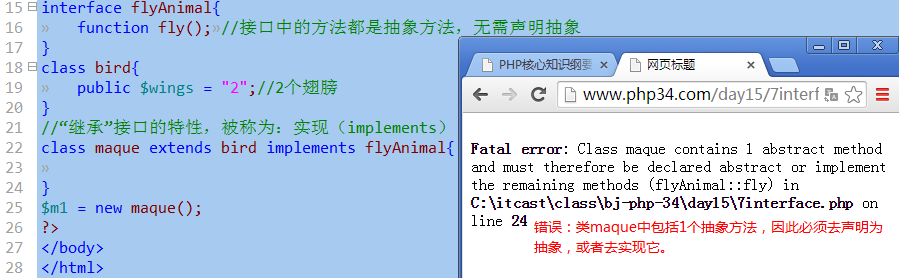 15 interface flyAnimal{
16 » function fly();»//接口中的方法都是抽象方法，无需声明抽象
17 }
18 class bird{
19 » public $wings = "2";//2个翅膀
20 }
21 //“继承”接口的特性，被称为：实现（implements）
22 class maque extends bird implements flyAnimal{
23 »
24 }
25 $m1 = new maque();
26 ?>
27 </body>
28 </html>
PHP核心知识纲要
网页标题
www.php34.com/day15/7interf
Fatal error: Class maque contains 1 abstract method
and must therefore be declared abstract or implement
the remaining methods (flyAnimal::fly) in
C:\itcast\class\bj-php-34\day15\7interface.php on
line 24
错误：类maque中包括1个抽象方法，因此必须去声明为
抽象，或者去实现它。